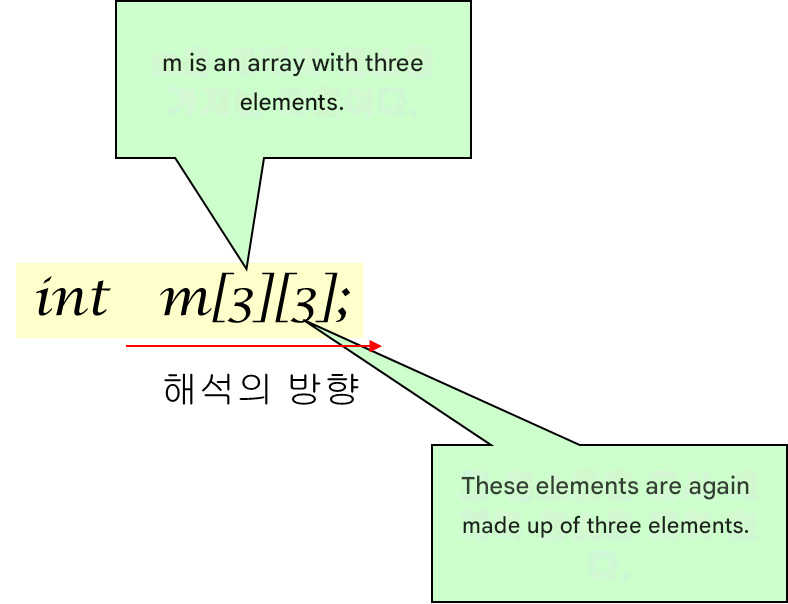 m is an array with three
elements.
int m[3][3];
해석의 방향
These elements are again
made up of three elements.